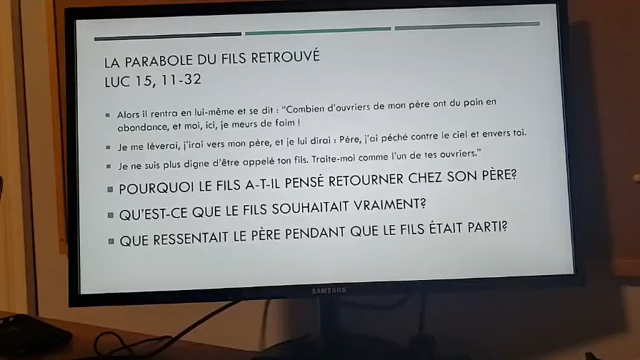 LA PARABOLE DU FILS RETROUVÉ
LUC 15, 11-32
Alors il rentra en lui-même et se dit : "Combien d'ouvriers de mon père ont du pain en
abondance, et moi, ici, je meurs de faim !
Je me lèverai, j'irai vers mon père, et je lui dirai : Père, j'ai péché contre le ciel et envers toi.
Je ne suis plus digne d'être appelé ton fils. Traite-moi comme l'un de tes ouvriers."
POURQUOI LE FILS A-T-IL PENSÉ RETOURNER CHEZ SON PÈRE?
QU'EST-CE QUE LE FILS SOUHAITAIT VRAIMENT?
QUE RESSENTAIT LE PÈRE PENDANT QUE LE FILS ÉTAIT PARTI?
SAMSUNG